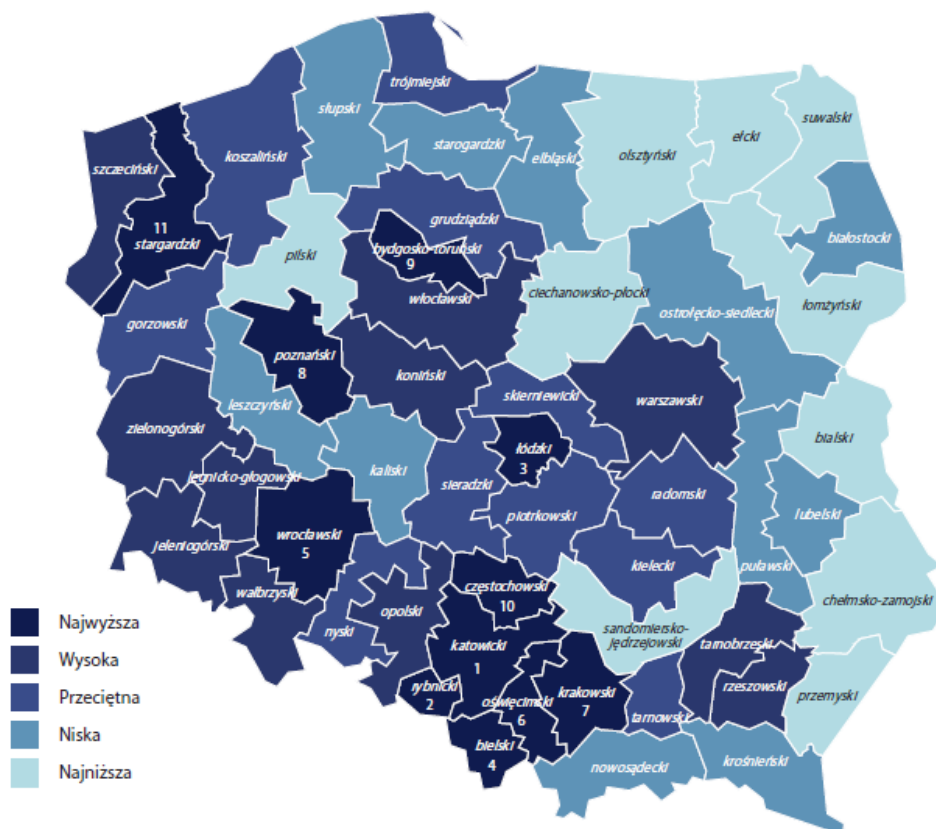 trójmiejski
słupski
suwalski
ełcki
starogardzki
elbląski
olsztyński
koszaliński
szczeciński
11
stargardzki
grudziądzki
białostocki
bydgosko-toruński
9
pilski
włocławski
ciechanowsko-płocki
łomżyński
ostrołęcko-siedlecki
gorzowski
poznański
8
koniński
skierniewicki
warszawski
leszczyński
zielonogórski
bialski
łódzki
3
kaliski
legnicko-głogowski
sieradzki
radomski
lubelski
piotrkowski
wrocławski
5
jeleniogórski
kielecki
puławski
częstochowski
10
wałbrzyski
opolski
chełmsko-zamojski
nyski
sandomiersko-
jędrzejowski
tarnobrzeski
katowicki
1
rybnicki
2
oświęcimski
6
krakowski
7
rzeszowski
przemyski
tarnowski
bielski
4
nowosądecki
krośnieński
Najwyższa
Wysoka
Przeciętna
Niska
Najniższa